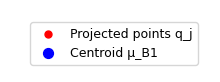 Projected points q_j
Centroid μ_B1